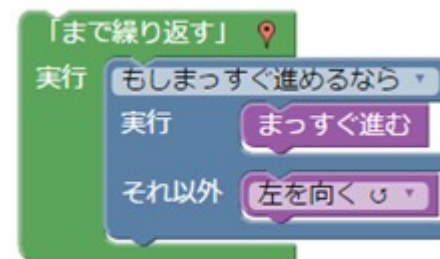 「まで繰り返す」
実行 もしまっすぐ進めるなら
実行 まっすぐ進む
それ以外 左を向く ↺